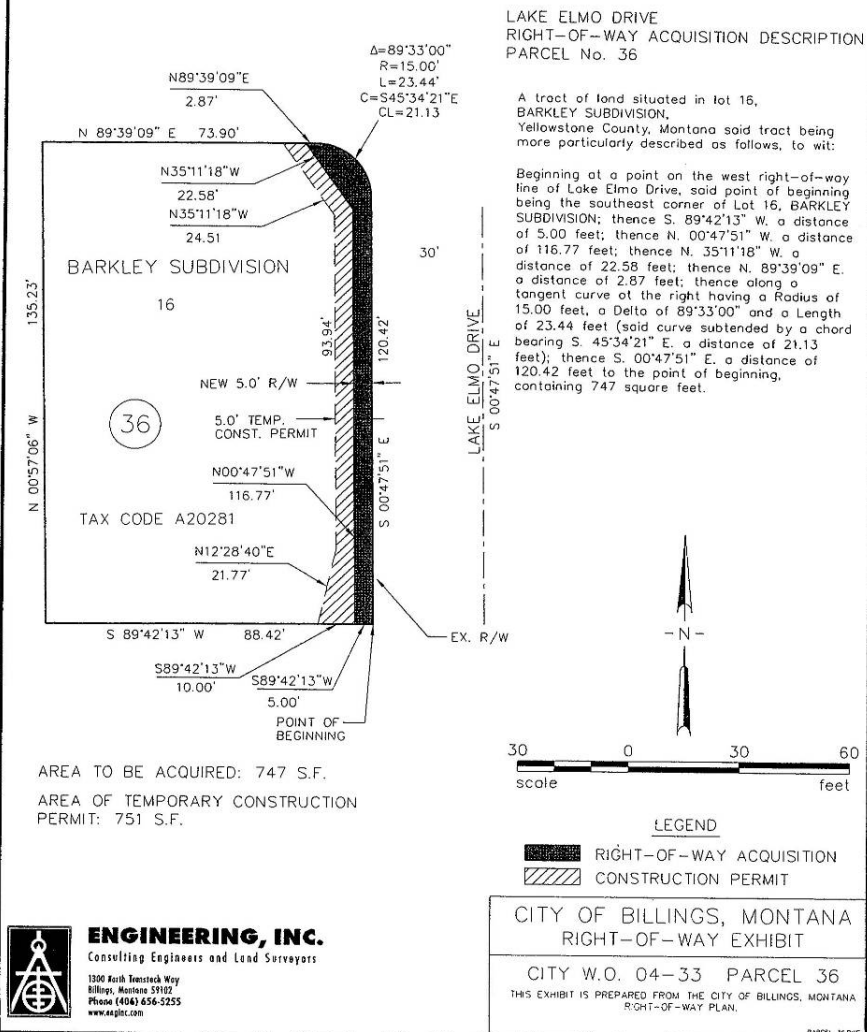 LAKE ELMO DRIVE
RIGHT-OF-WAY ACQUISITION DESCRIPTION
PARCEL No. 36
A tract of land situated in lot 16,
BARKLEY SUBDIVISION,
Yellowstone County, Montana said tract being
more particularly described as follows, to wit:
Beginning at a point on the west right-of-way
line of Lake Elmo Drive, said point of beginning
being the southeast corner of Lot 16, BARKLEY
SUBDIVISION; thence S. 89°42'13" W. a distance
of 5.00 feet; thence N. 00°47'51" W. a distance
of 116.77 feet; thence N. 35°11'18" W. a
distance of 22.58 feet; thence N. 89°39'09" E.
a distance of 2.87 feet; thence along a
tangent curve ot the right having a Radius of
15.00 feet, a Delta of 89°33'00" and a Length
of 23.44 feet (said curve subtended by a chord
bearing S. 45°34'21" E. a distance of 21.13
feet); thence S. 00°47'51" E. a distance of
120.42 feet to the point of beginning,
containing 747 square feet.
Δ=89°33'00"
R=15.00'
L=23.44'
C=S45°34'21"E
CL=21.13
N89°39'09"E
2.87'
N 89°39'09" E 73.90'
N35°11'18"W
22.58'
N35°11'18"W
24.51
30'
BARKLEY SUBDIVISION
16
135.23'
N 00°57'06" W
93.94'
120.42'
S 00°47'51" E
LAKE ELMO DRIVE
S 00°47'51" E
NEW 5.0' R/W
36
5.0' TEMP.
CONST. PERMIT
N00°47'51"W
116.77'
TAX CODE A20281
N12°28'40"E
21.77'
S 89°42'13" W 88.42'
EX. R/W
S89°42'13"W
10.00'
S89°42'13"W
5.00'
POINT OF
BEGINNING
-N-
30 0 30 60
scale feet
AREA TO BE ACQUIRED: 747 S.F.
AREA OF TEMPORARY CONSTRUCTION
PERMIT: 751 S.F.
LEGEND
RIGHT-OF-WAY ACQUISITION
CONSTRUCTION PERMIT
ENGINEERING, INC.
Consulting Engineers and Land Surveyors
1300 North Transtech Way
Billings, Montana 59102
Phone (406) 656-5255
www.enginc.com
CITY OF BILLINGS, MONTANA
RIGHT-OF-WAY EXHIBIT
CITY W.O. 04-33 PARCEL 36
THIS EXHIBIT IS PREPARED FROM THE CITY OF BILLINGS, MONTANA
RIGHT-OF-WAY PLAN.